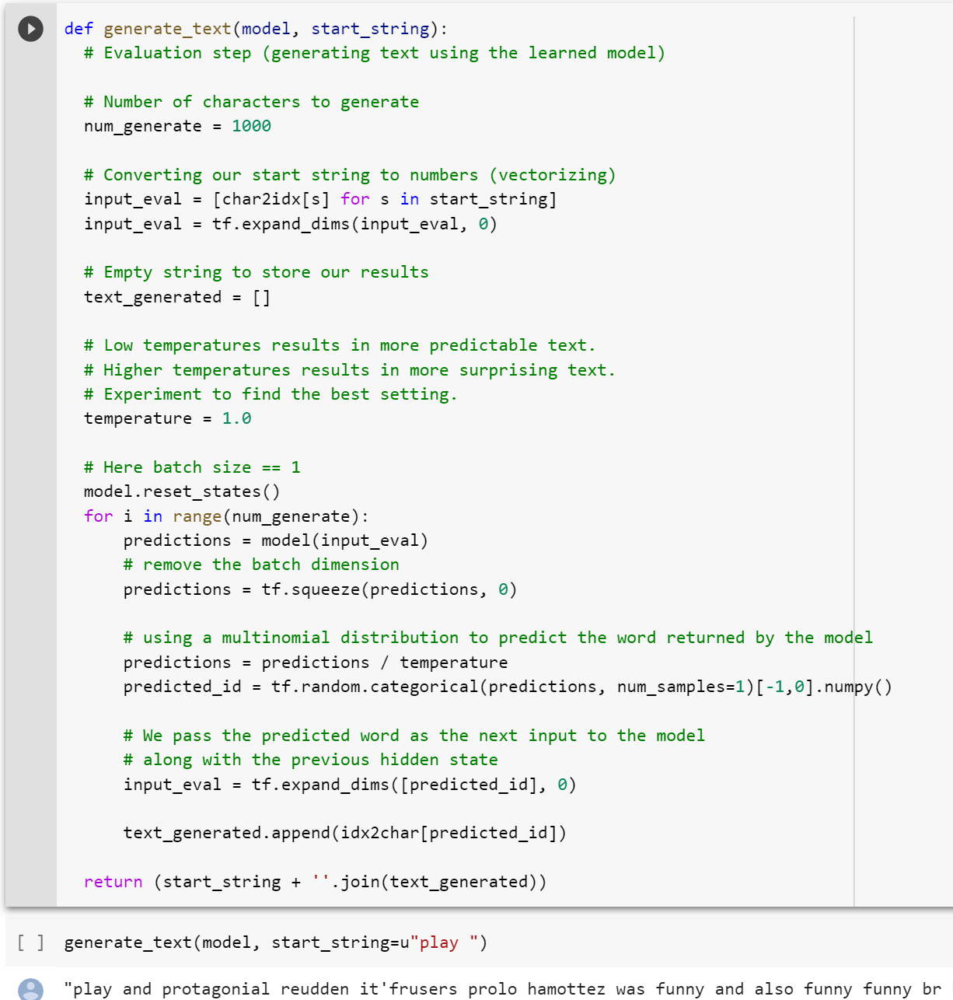 def generate_text(model, start_string):
  # Evaluation step (generating text using the learned model)

  # Number of characters to generate
  num_generate = 1000

  # Converting our start string to numbers (vectorizing)
  input_eval = [char2idx[s] for s in start_string]
  input_eval = tf.expand_dims(input_eval, 0)

  # Empty string to store our results
  text_generated = []

  # Low temperatures results in more predictable text.
  # Higher temperatures results in more surprising text.
  # Experiment to find the best setting.
  temperature = 1.0

  # Here batch size == 1
  model.reset_states()
  for i in range(num_generate):
      predictions = model(input_eval)
      # remove the batch dimension
      predictions = tf.squeeze(predictions, 0)

      # using a multinomial distribution to predict the word returned by the model
      predictions = predictions / temperature
      predicted_id = tf.random.categorical(predictions, num_samples=1)[-1,0].numpy()

      # We pass the predicted word as the next input to the model
      # along with the previous hidden state
      input_eval = tf.expand_dims([predicted_id], 0)

      text_generated.append(idx2char[predicted_id])

  return (start_string + ''.join(text_generated))
[ ] generate_text(model, start_string=u"play ")
"play and protagonial reudden it'frusers prolo hamottez was funny and also funny funny br